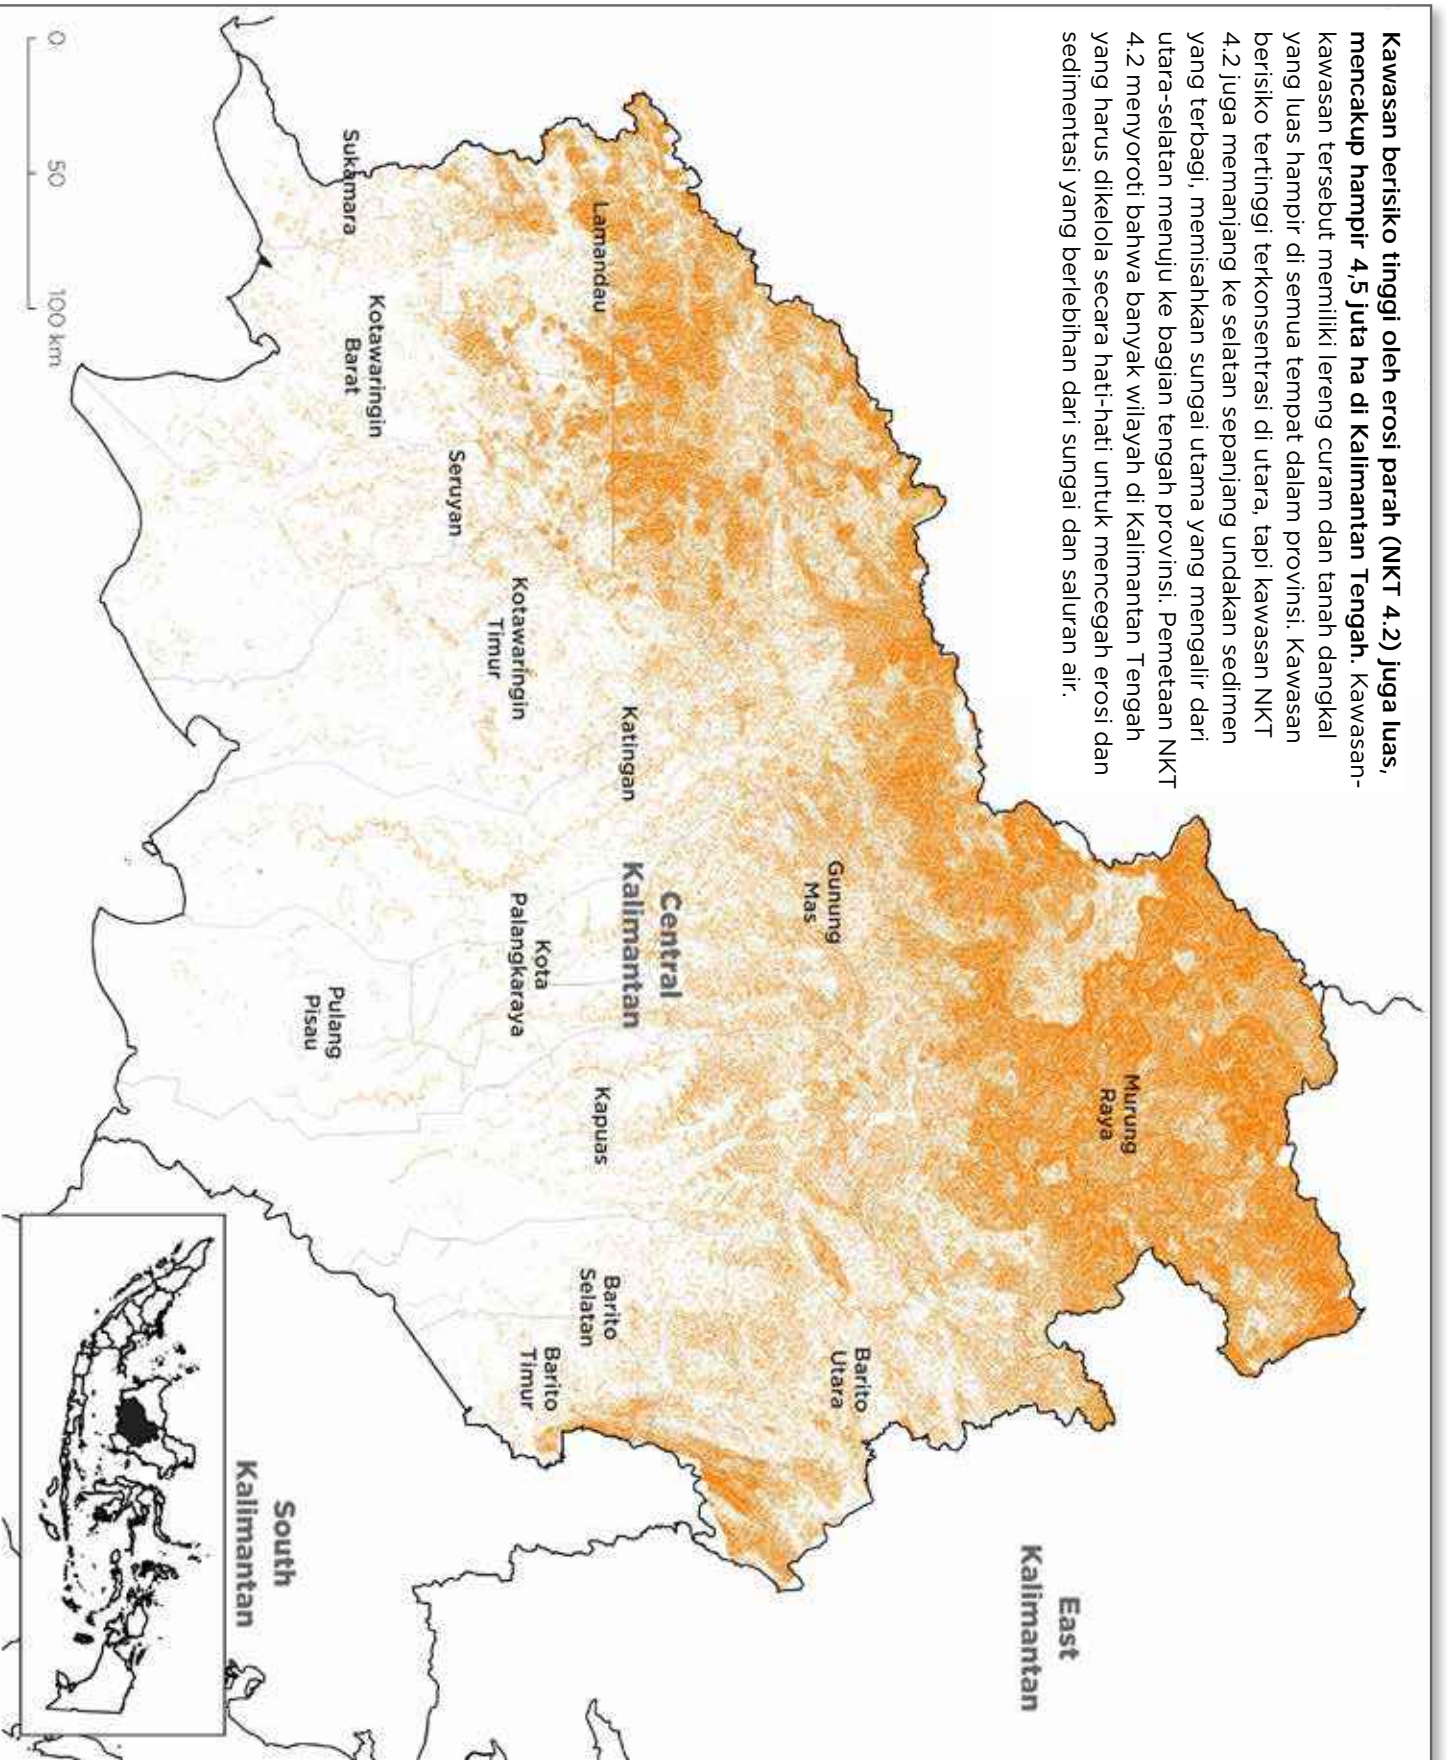 Kawasan berisiko tinggi oleh erosi parah (NKT 4.2) juga luas,
mencakup hampir 4,5 juta ha di Kalimantan Tengah. Kawasan-
kawasan tersebut memiliki lereng curam dan tanah dangkal
yang luas hampir di semua tempat dalam provinsi. Kawasan
berisiko tertinggi terkonsentrasi di utara, tapi kawasan NKT
4.2 juga memanjang ke selatan sepanjang undakan sedimen
yang terbagi, memisahkan sungai utama yang mengalir dari
utara-selatan menuju ke bagian tengah provinsi. Pemetaan NKT
4.2 menyoroti bahwa banyak wilayah di Kalimantan Tengah
yang harus dikelola secara hati-hati untuk mencegah erosi dan
sedimentasi yang berlebihan dari sungai dan saluran air.
Murung
Raya
East
Kalimantan
Gunung
Mas
Barito
Utara
Central
Kalimantan
Lamandau
Katingan
Kapuas
Barito
Selatan
Kotawaringin
Timur
Kota
Palangkaraya
Barito
Timur
Seruyan
Sukamara
Kotawaringin
Barat
Pulang
Pisau
South
Kalimantan
0 50 100 km